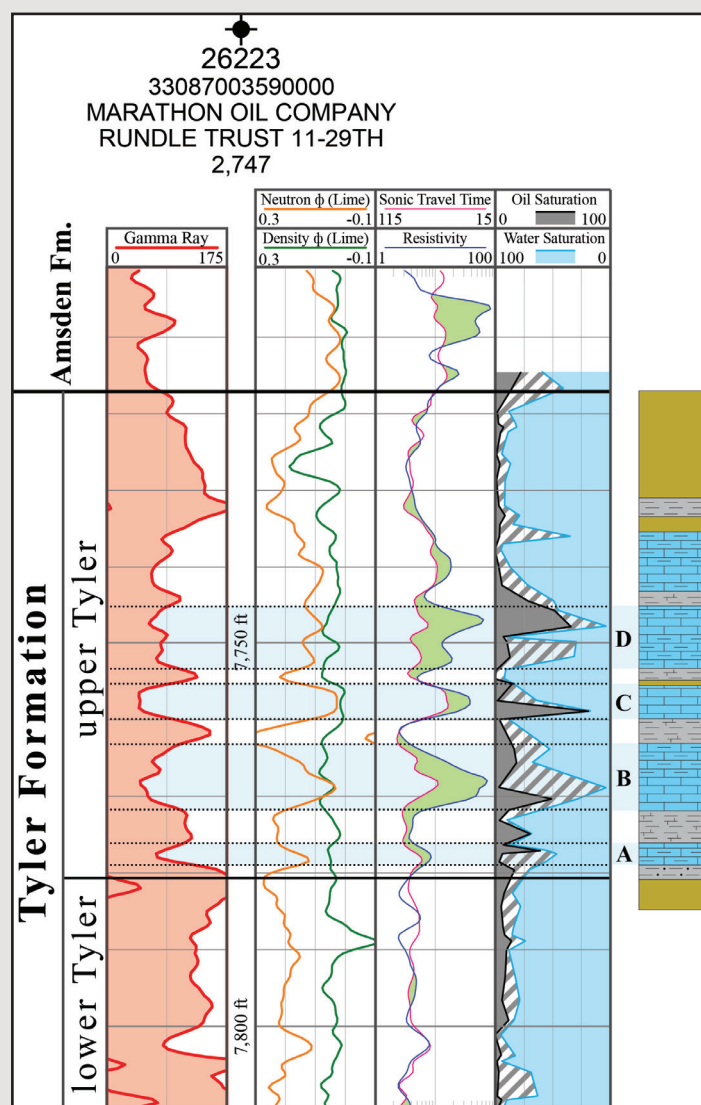 26223
33087003590000
MARATHON OIL COMPANY
RUNDLE TRUST 11-29TH
2,747
Neutron ϕ (Lime)
0.3 -0.1
Sonic Travel Time
115 15
Oil Saturation
0 100
Gamma Ray
0 175
Density ϕ (Lime)
0.3 -0.1
Resistivity
1 100
Water Saturation
100 0
Amsden Fm.
Tyler Formation
upper Tyler
lower Tyler
7,750 ft
7,800 ft
D
C
B
A